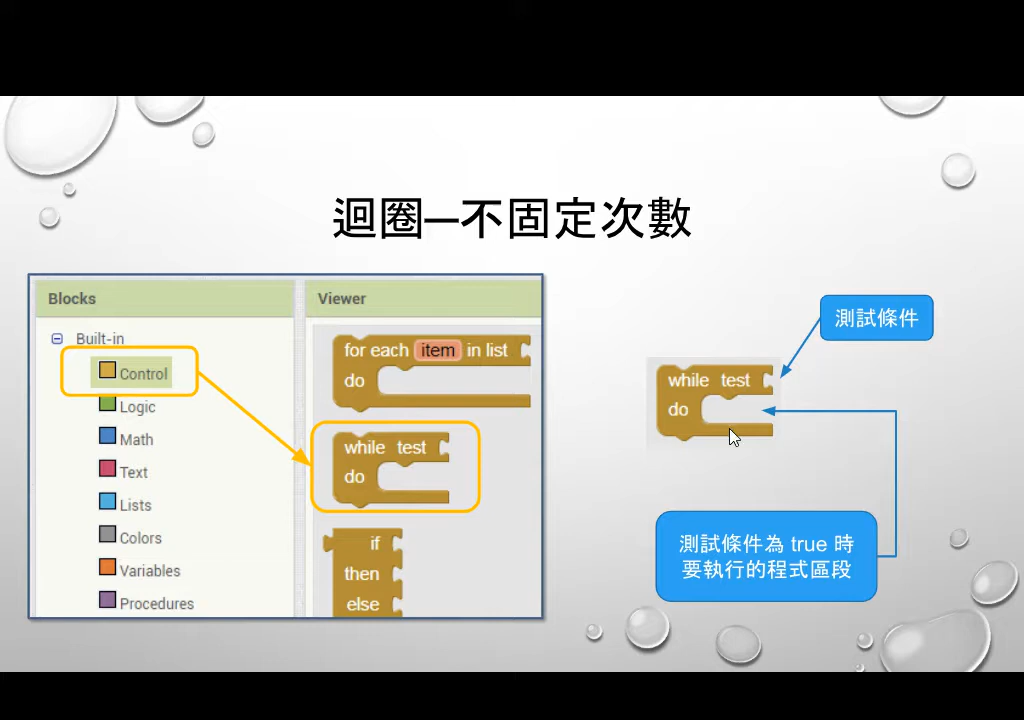 迴圈—不固定次數
Blocks
Built-in
Control
Logic
Math
Text
Lists
Colors
Variables
Procedures
Viewer
for each item in list
do
while test
do
if
then
else
測試條件
while test
do
測試條件為 true 時
要執行的程式區段